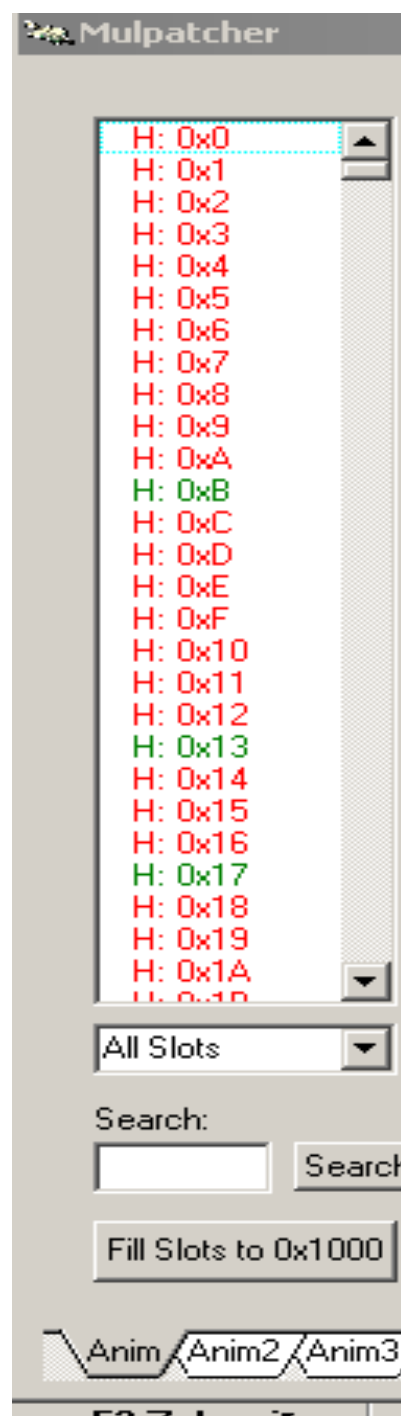 Mulpatcher
H: 0x0
H: 0x1
H: 0x2
H: 0x3
H: 0x4
H: 0x5
H: 0x6
H: 0x7
H: 0x8
H: 0x9
H: 0xA
H: 0xB
H: 0xC
H: 0xD
H: 0xE
H: 0xF
H: 0x10
H: 0x11
H: 0x12
H: 0x13
H: 0x14
H: 0x15
H: 0x16
H: 0x17
H: 0x18
H: 0x19
H: 0x1A
H: 0x1B
All Slots
Search:
Search
Fill Slots to 0x1000
Anim Anim2 Anim3